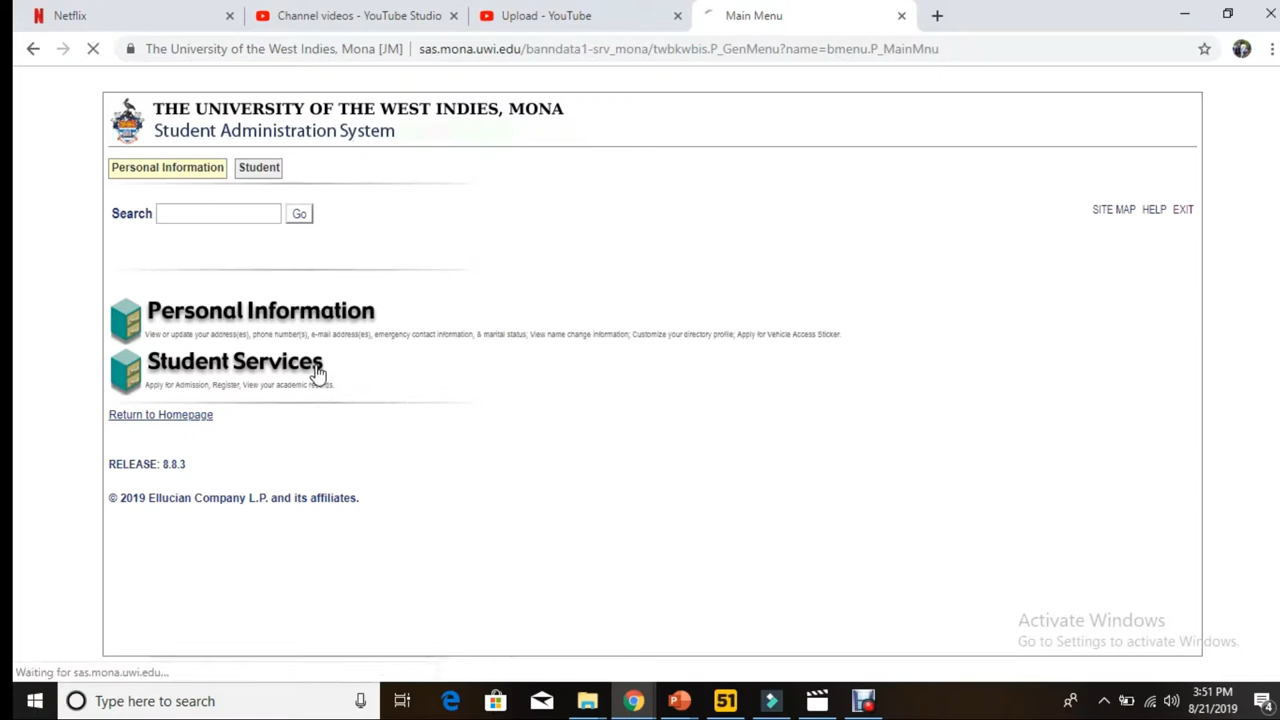 Netflix
Channel videos - YouTube Studio
Upload - YouTube
Main Menu
The University of the West Indies, Mona [JM]
sas.mona.uwi.edu/banndata1-srv_mona/twbkwbis.P_GenMenu?name=bmenu.P_MainMnu
THE UNIVERSITY OF THE WEST INDIES, MONA
Student Administration System
Personal Information
Student
Search
Go
SITE MAP HELP EXIT
Personal Information
View or update your address(es), phone number(s), e-mail address(es), emergency contact information, & marital status; View name change information; Customize your directory profile; Apply for Vehicle Access Sticker.
Student Services
Apply for Admission, Register, View your academic records.
Return to Homepage
RELEASE: 8.8.3
© 2019 Ellucian Company L.P. and its affiliates.
Activate Windows
Go to Settings to activate Windows.
Waiting for sas.mona.uwi.edu...
Type here to search
51
3:51 PM
8/21/2019
4